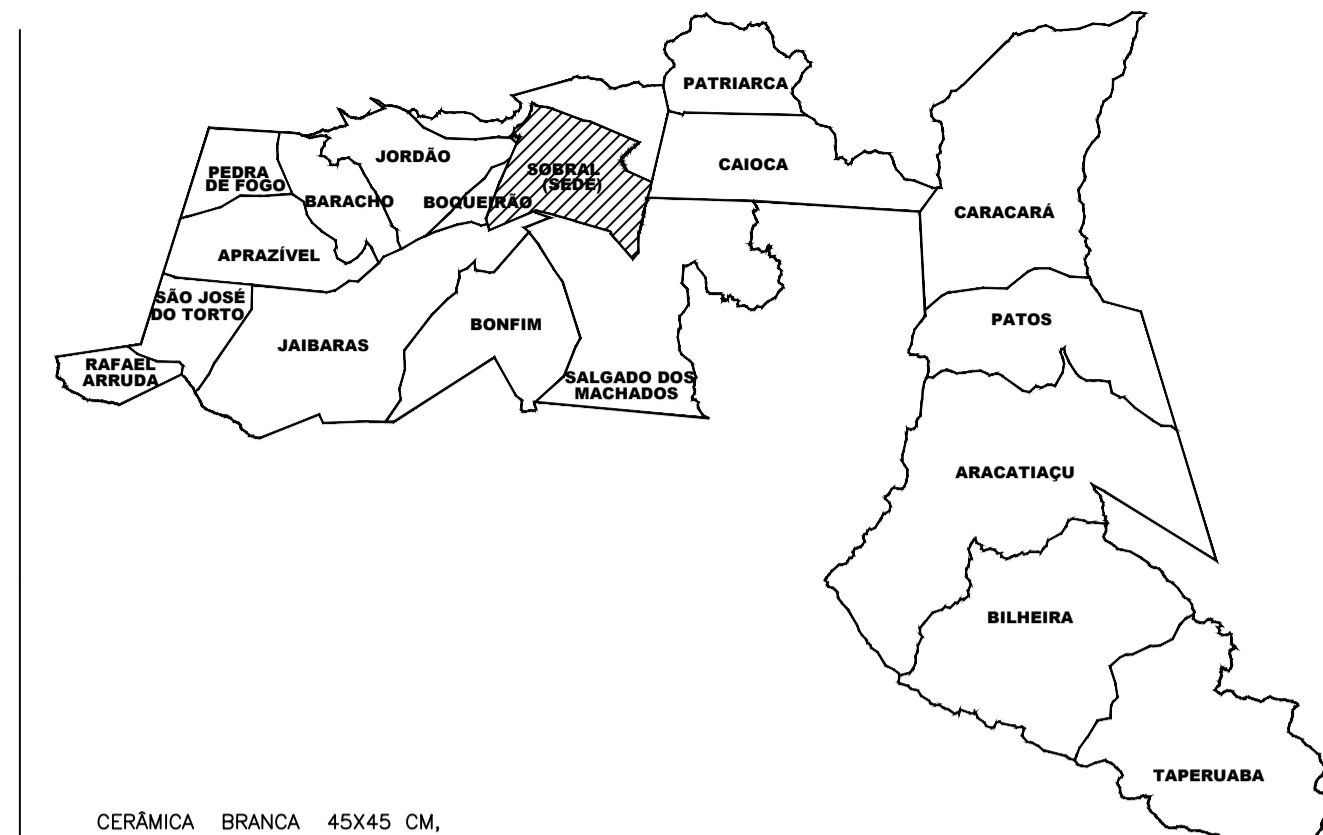 PATRIARCA
JORDÃO
CAIOCA
PEDRA
DE FOGO
SOBRAL
(SEDE)
BARACHO
BOQUEIRÃO
CARACARÁ
APRAZÍVEL
SÃO JOSÉ
DO TORTO
PATOS
BONFIM
JAIBARAS
RAFAEL
ARRUDA
SALGADO DOS
MACHADOS
ARACATIAÇU
BILHEIRA
TAPERUABA
CERÂMICA BRANCA 45X45 CM,